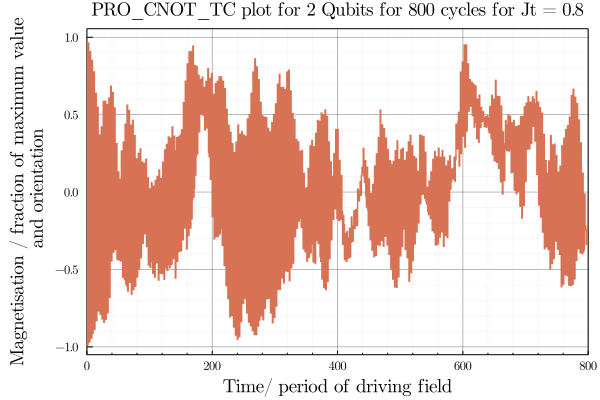 PRO_CNOT_TC plot for 2 Qubits for 800 cycles for Jt = 0.8
Magnetisation / fraction of maximum value
and orientation
1.0
0.5
0.0
−0.5
−1.0
0
200
400
600
800
Time/ period of driving field